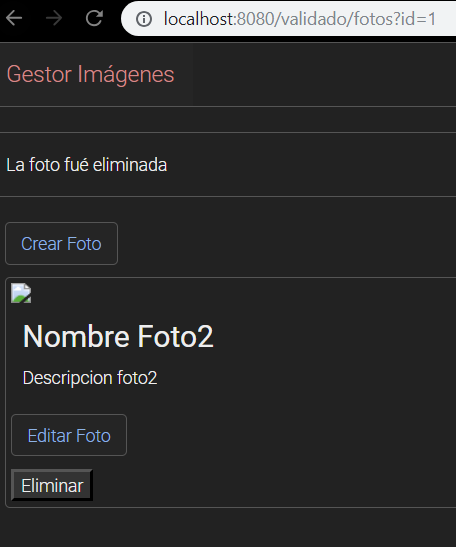 localhost:8080/validado/fotos?id=1
Gestor Imágenes
La foto fué eliminada
Crear Foto
Nombre Foto2
Descripcion foto2
Editar Foto
Eliminar